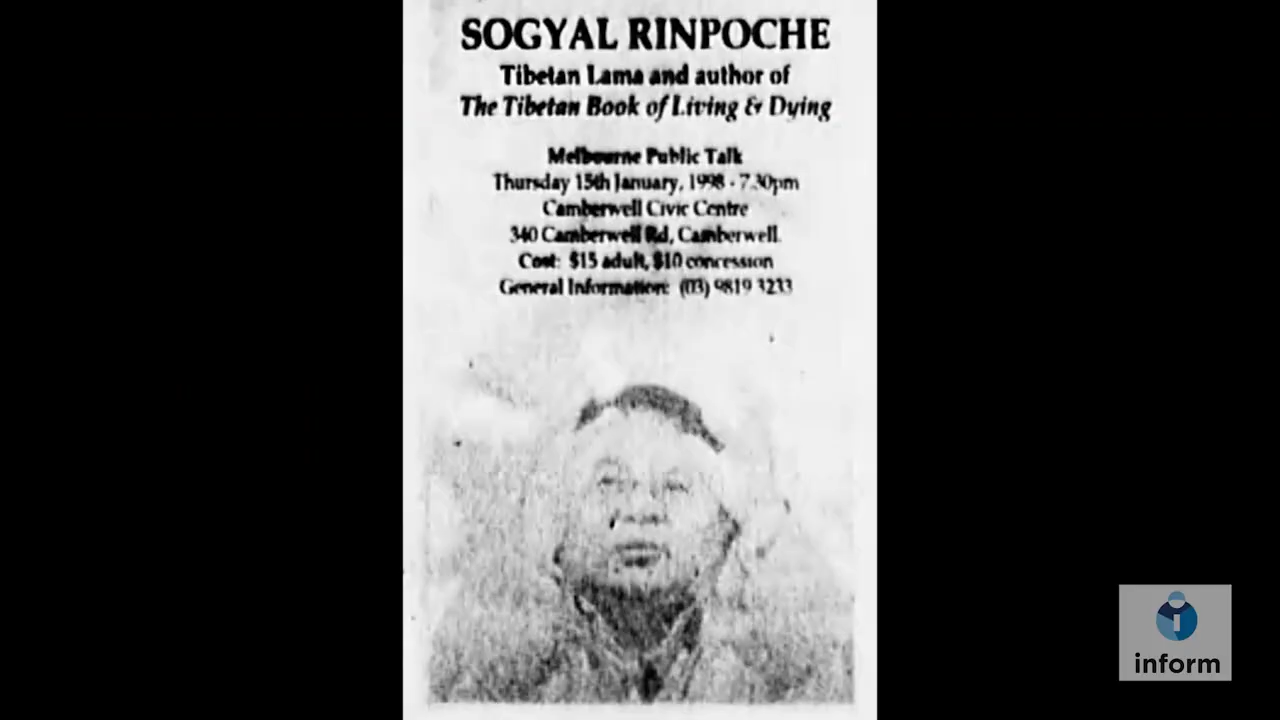 SOGYAL RINPOCHE
Tibetan Lama and author of
The Tibetan Book of Living & Dying
Melbourne Public Talk
Thursday 15th January, 1998 - 7.30pm
Camberwell Civic Centre
340 Camberwell Rd, Camberwell.
Cost: $15 adult, $10 concession
General Information: (03) 9819 3233
inform